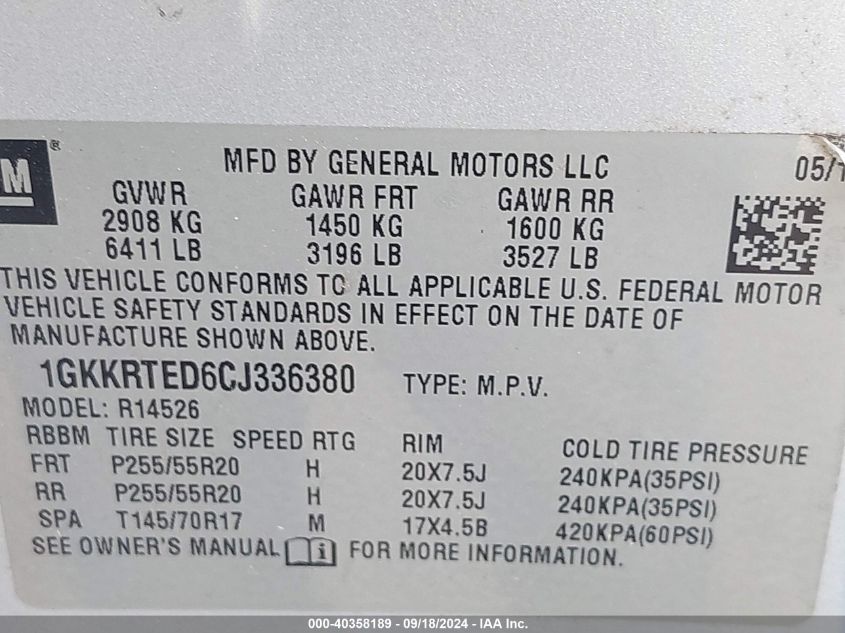 M ®
MFD BY GENERAL MOTORS LLC 05/1
GVWR GAWR FRT GAWR RR
2908 KG 1450 KG 1600 KG
6411 LB 3196 LB 3527 LB
THIS VEHICLE CONFORMS TO ALL APPLICABLE U.S. FEDERAL MOTOR
VEHICLE SAFETY STANDARDS IN EFFECT ON THE DATE OF
MANUFACTURE SHOWN ABOVE.
1GKKRTED6CJ336380 TYPE: M.P.V.
MODEL: R14526
RBBM TIRE SIZE SPEED RTG RIM COLD TIRE PRESSURE
FRT P255/55R20 H 20X7.5J 240KPA(35PSI)
RR P255/55R20 H 20X7.5J 240KPA(35PSI)
SPA T145/70R17 M 17X4.5B 420KPA(60PSI)
SEE OWNER'S MANUAL i FOR MORE INFORMATION.
000-40358189 - 09/18/2024 - IAA Inc.